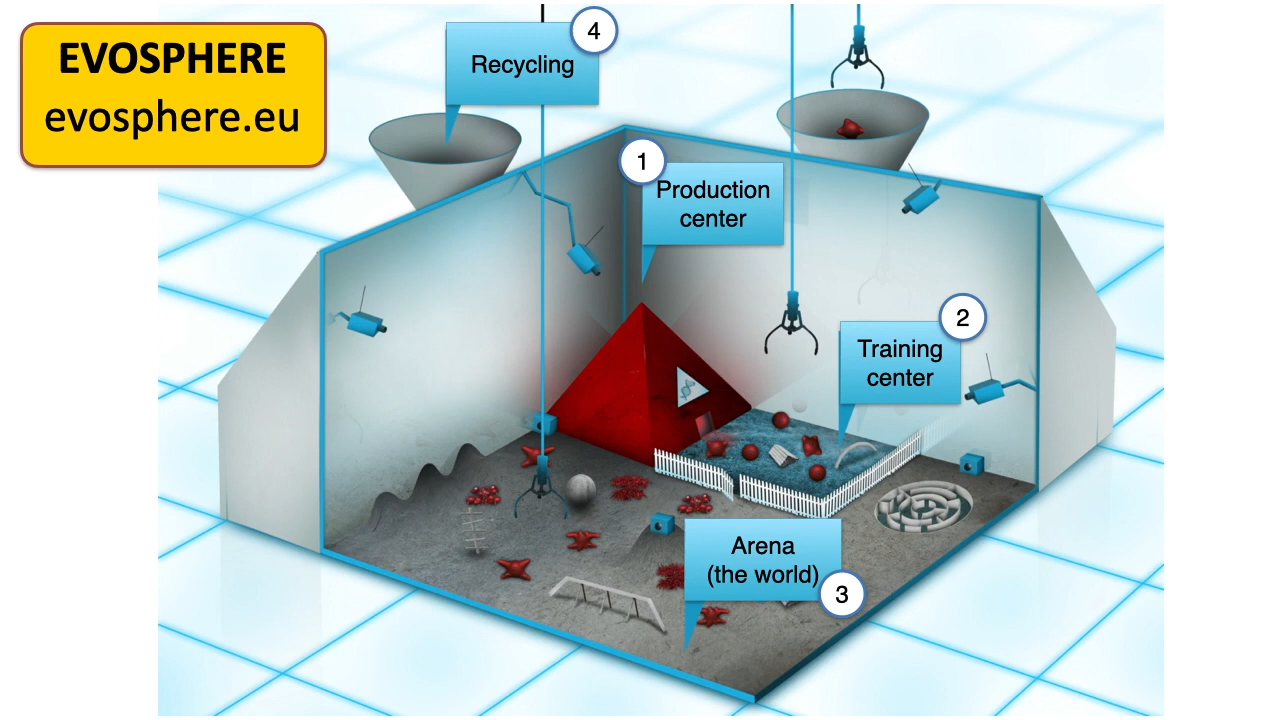 EVOSPHERE
evosphere.eu
4
Recycling
1
Production
center
2
Training
center
Arena
(the world)
3